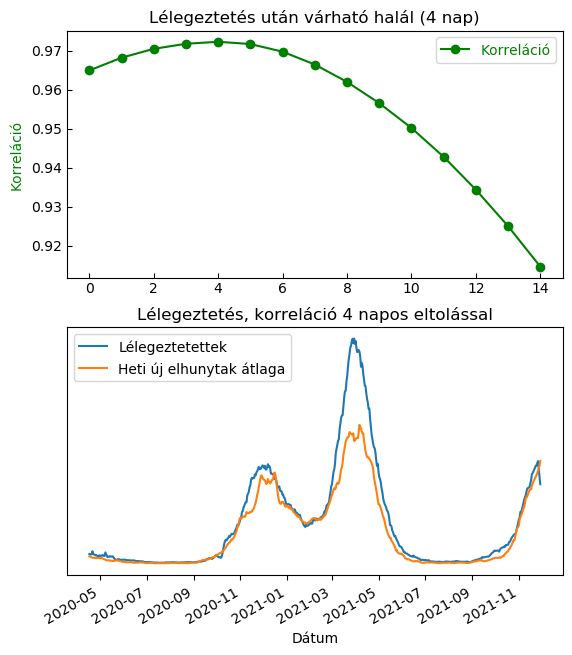 Lélegeztetés után várható halál (4 nap)
Korreláció
Korreláció
0.97
0.96
0.95
0.94
0.93
0.92
0 2 4 6 8 10 12 14
Lélegeztetés, korreláció 4 napos eltolással
Lélegeztetettek
Heti új elhunytak átlaga
2020-05 2020-07 2020-09 2020-11 2021-01 2021-03 2021-05 2021-07 2021-09 2021-11
Dátum